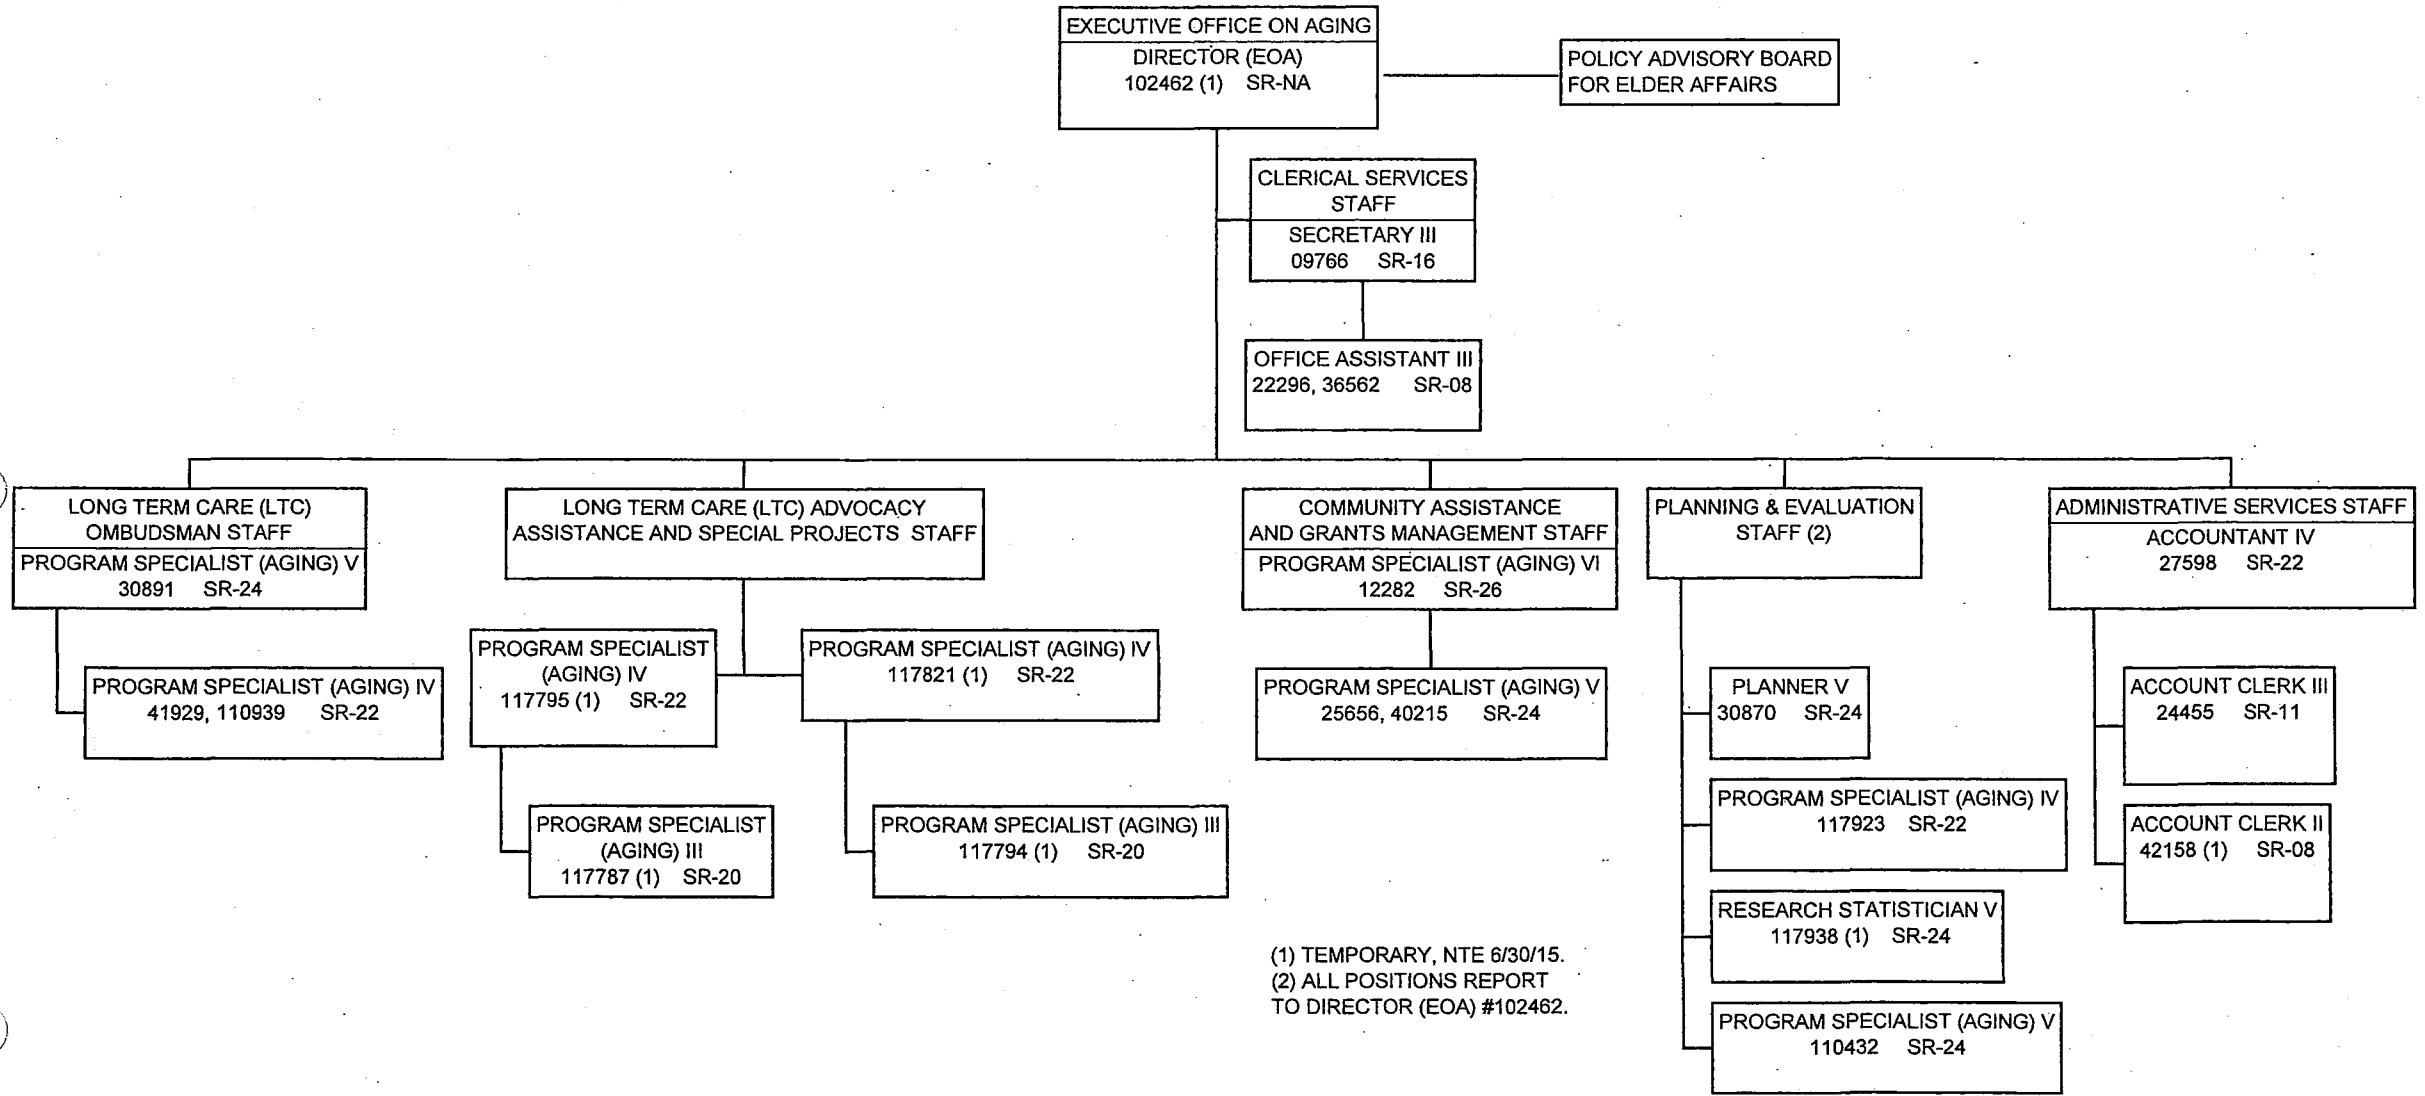 EXECUTIVE OFFICE ON AGING
DIRECTOR (EOA)
102462 (1) SR-NA
POLICY ADVISORY BOARD
FOR ELDER AFFAIRS
CLERICAL SERVICES
STAFF
SECRETARY III
09766 SR-16
OFFICE ASSISTANT III
22296, 36562 SR-08
LONG TERM CARE (LTC)
OMBUDSMAN STAFF
PROGRAM SPECIALIST (AGING) V
30891 SR-24
PROGRAM SPECIALIST (AGING) IV
41929, 110939 SR-22
LONG TERM CARE (LTC) ADVOCACY
ASSISTANCE AND SPECIAL PROJECTS STAFF
PROGRAM SPECIALIST
(AGING) IV
117795 (1) SR-22
PROGRAM SPECIALIST
(AGING) III
117787 (1) SR-20
PROGRAM SPECIALIST (AGING) IV
117821 (1) SR-22
PROGRAM SPECIALIST (AGING) III
117794 (1) SR-20
COMMUNITY ASSISTANCE
AND GRANTS MANAGEMENT STAFF
PROGRAM SPECIALIST (AGING) VI
12282 SR-26
PROGRAM SPECIALIST (AGING) V
25656, 40215 SR-24
PLANNING & EVALUATION
STAFF (2)
PLANNER V
30870 SR-24
PROGRAM SPECIALIST (AGING) IV
117923 SR-22
RESEARCH STATISTICIAN V
117938 (1) SR-24
PROGRAM SPECIALIST (AGING) V
110432 SR-24
ADMINISTRATIVE SERVICES STAFF
ACCOUNTANT IV
27598 SR-22
ACCOUNT CLERK III
24455 SR-11
ACCOUNT CLERK II
42158 (1) SR-08
(1) TEMPORARY, NTE 6/30/15.
(2) ALL POSITIONS REPORT
TO DIRECTOR (EOA) #102462.